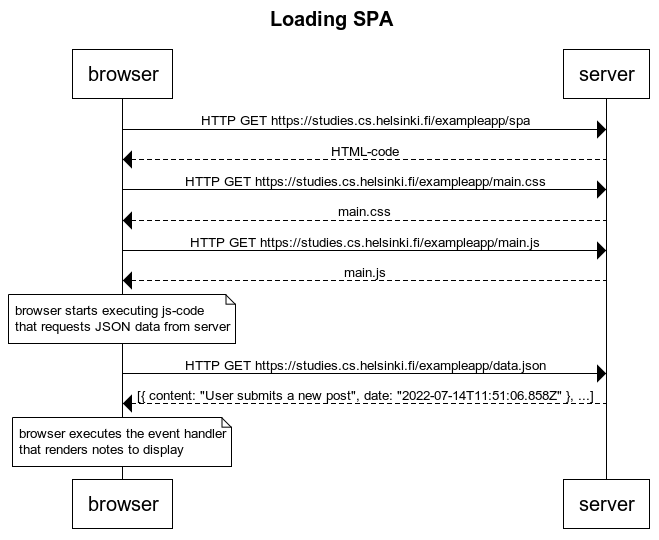 Loading SPA
browser
server
HTTP GET https://studies.cs.helsinki.fi/exampleapp/spa
HTML-code
HTTP GET https://studies.cs.helsinki.fi/exampleapp/main.css
main.css
HTTP GET https://studies.cs.helsinki.fi/exampleapp/main.js
main.js
browser starts executing js-code
that requests JSON data from server
HTTP GET https://studies.cs.helsinki.fi/exampleapp/data.json
[{ content: "User submits a new post", date: "2022-07-14T11:51:06.858Z" }, ...]
browser executes the event handler
that renders notes to display
browser
server